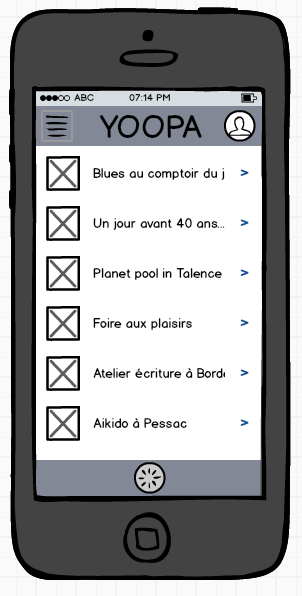 ABC 07:14 PM
YOOPA
Blues au comptoir du j
>
Un jour avant 40 ans...
>
Planet pool in Talence
>
Foire aux plaisirs
>
Atelier écriture à Bord
>
Aikido à Pessac
>